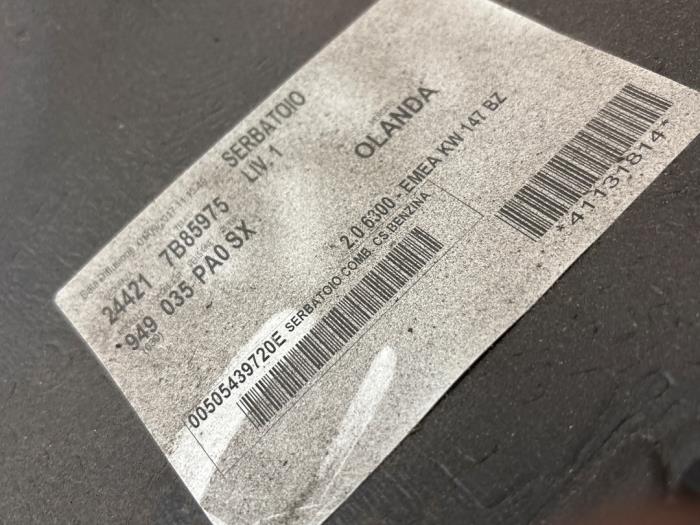 SERBATOIO
LIV. 1
OLANDA
24421 7B85975
949 035 PA0 SX
2.0 6300 - EMEA KW 147 BZ
00505439720E SERBATOIO COMB. CS.BENZINA
*41131814*